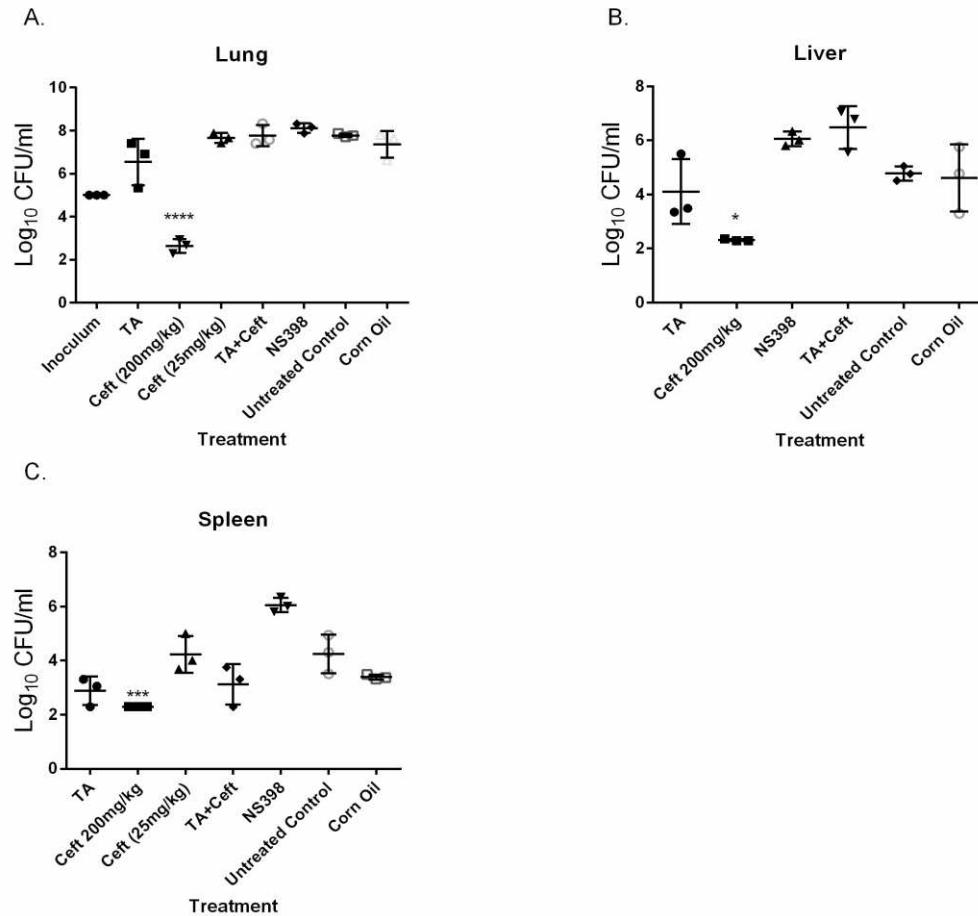 A.
Lung
Log10 CFU/ml
10
8
6
4
2
0
****
Inoculum
TA
Ceft (200mg/kg)
Ceft (25mg/kg)
TA+Ceft
NS398
Untreated Control
Corn Oil
Treatment
B.
Liver
Log10 CFU/ml
8
6
4
2
0
*
TA
Ceft 200mg/kg
NS398
TA+Ceft
Untreated Control
Corn Oil
Treatment
C.
Spleen
Log10 CFU/ml
8
6
4
2
0
***
TA
Ceft 200mg/kg
Ceft (25mg/kg)
TA+Ceft
NS398
Untreated Control
Corn Oil
Treatment